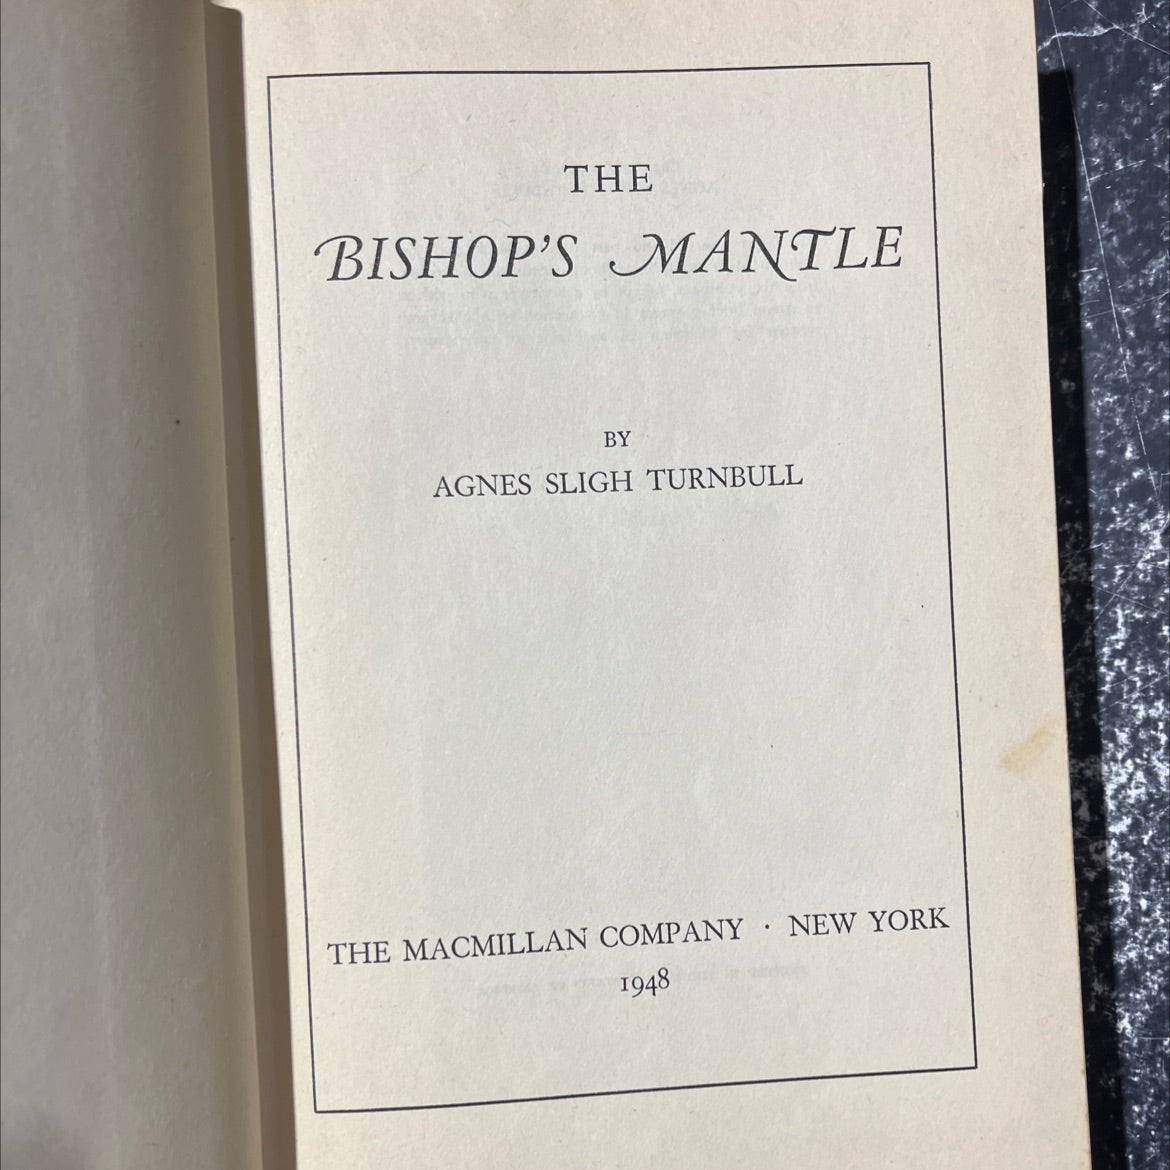 THE
BISHOP'S MANTLE
BY
AGNES SLIGH TURNBULL
THE MACMILLAN COMPANY · NEW YORK
1948